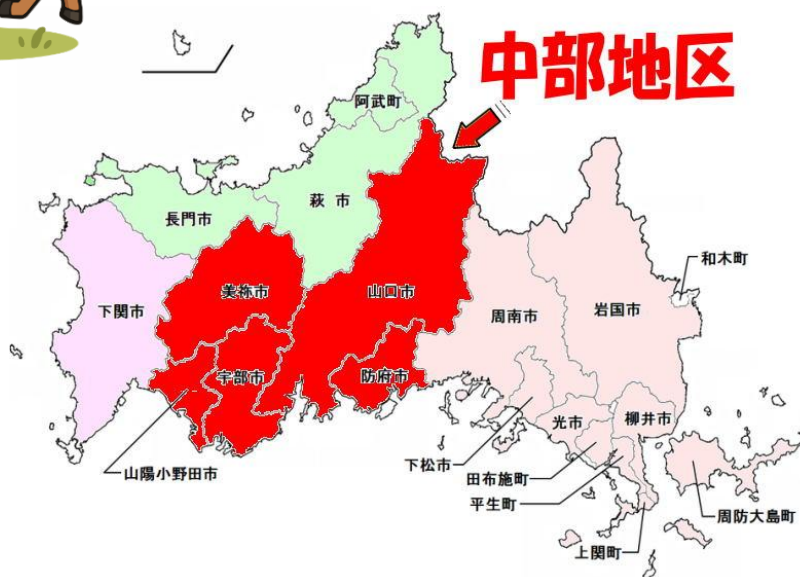 中部地区
阿武町
萩市
長門市
和木町
美祢市
山口市
下関市
周南市
岩国市
宇部市
防府市
光市
柳井市
下松市
山陽小野田市
田布施町
平生町
周防大島町
上関町